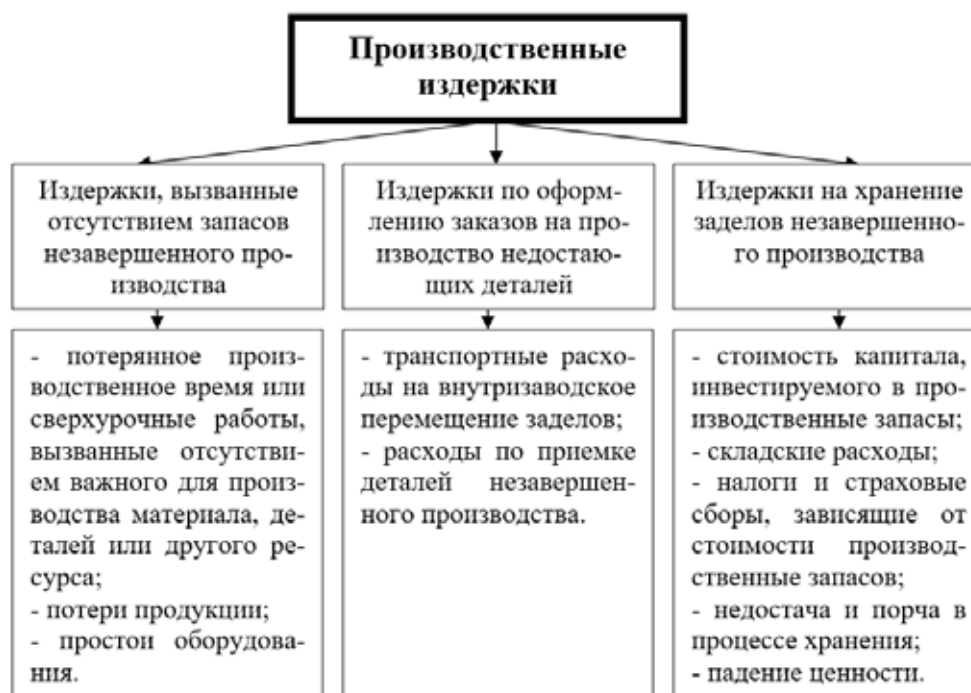 Производственные
издержки
Издержки, вызванные
отсутствием запасов
незавершенного про-
изводства
Издержки по оформ-
лению заказов на про-
изводство недостаю-
щих деталей
Издержки на хранение
заделов незавершенно-
го производства
- потерянное произ-
водственное время или
сверхурочные работы,
вызванные отсутстви-
ем важного для произ-
водства материала, де-
талей или другого ре-
сурса;
- потери продукции;
- простои оборудова-
ния.
- транспортные расхо-
ды на внутризаводское
перемещение заделов;
- расходы по приемке
деталей незавершен-
ного производства.
- стоимость капитала,
инвестируемого в про-
изводственные запасы;
- складские расходы;
- налоги и страховые
сборы, зависящие от
стоимости производ-
ственные запасов;
- недостача и порча в
процессе хранения;
- падение ценности.